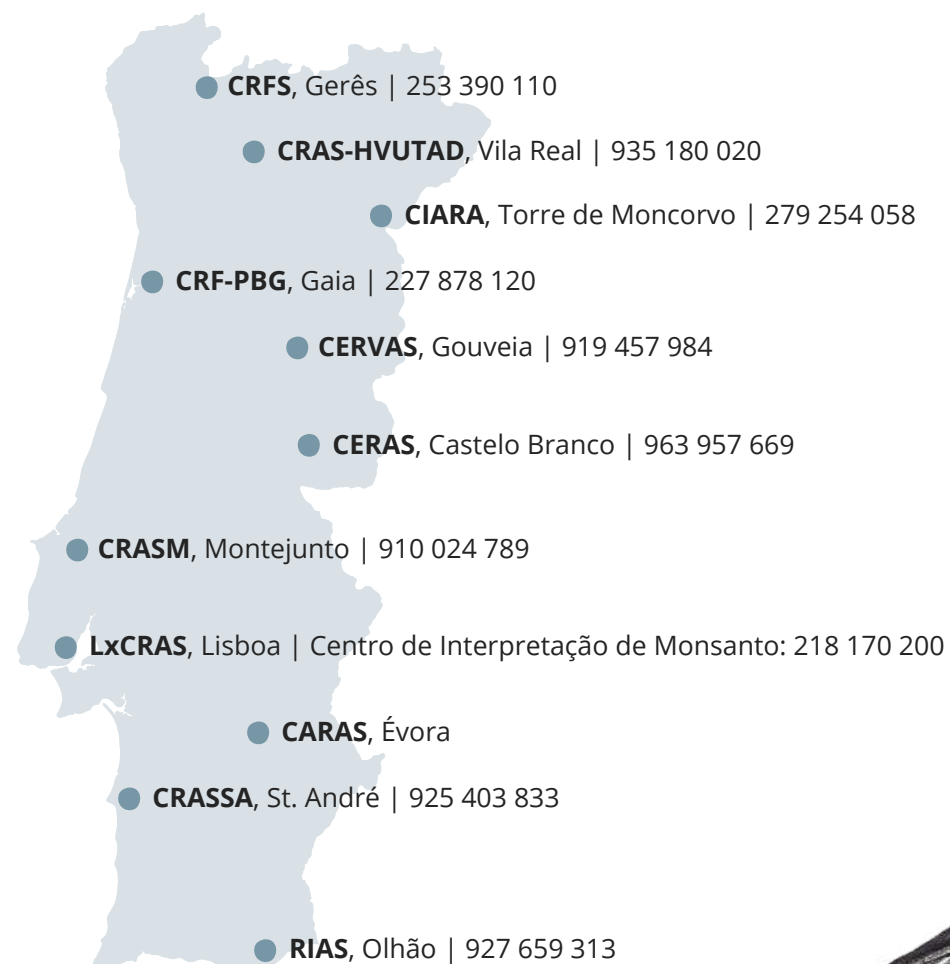 CRFS, Gerês | 253 390 110
CRAS-HVUTAD, Vila Real | 935 180 020
CIARA, Torre de Moncorvo | 279 254 058
CRF-PBG, Gaia | 227 878 120
CERVAS, Gouveia | 919 457 984
CERAS, Castelo Branco | 963 957 669
CRASM, Montejunto | 910 024 789
LxCRAS, Lisboa | Centro de Interpretação de Monsanto: 218 170 200
CARAS, Évora
CRASSA, St. André | 925 403 833
RIAS, Olhão | 927 659 313